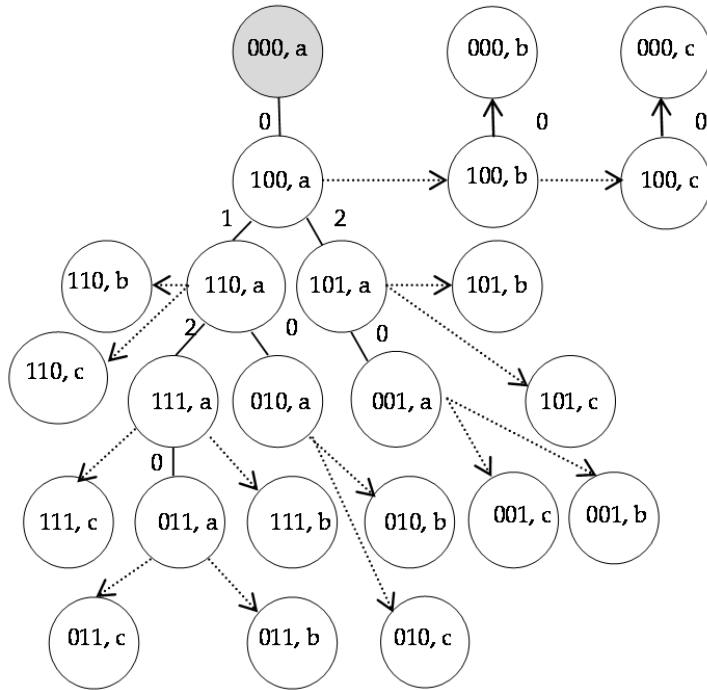 000, a
000, b
000, c
0
0
0
100, a
100, b
100, c
1
2
110, b
110, a
101, a
101, b
2
0
0
110, c
111, a
010, a
001, a
101, c
0
111, c
011, a
111, b
010, b
001, c
001, b
011, c
011, b
010, c